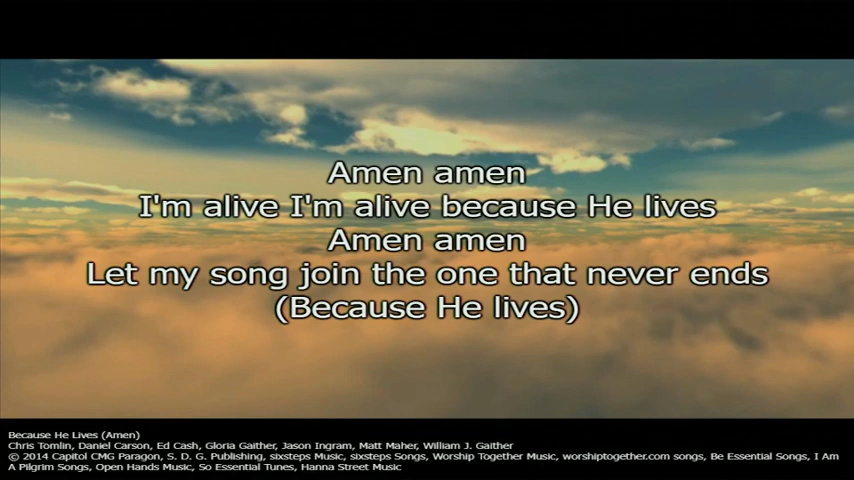 Amen amen
I'm alive I'm alive because He lives
Amen amen
Let my song join the one that never ends
(Because He lives)
Because He Lives (Amen)
Chris Tomlin, Daniel Carson, Ed Cash, Gloria Gaither, Jason Ingram, Matt Maher, William J. Gaither
© 2014 Capitol CMG Paragon, S. D. G. Publishing, sixsteps Music, sixsteps Songs, Worship Together Music, worshiptogether.com songs, Be Essential Songs, I Am
A Pilgrim Songs, Open Hands Music, So Essential Tunes, Hanna Street Music